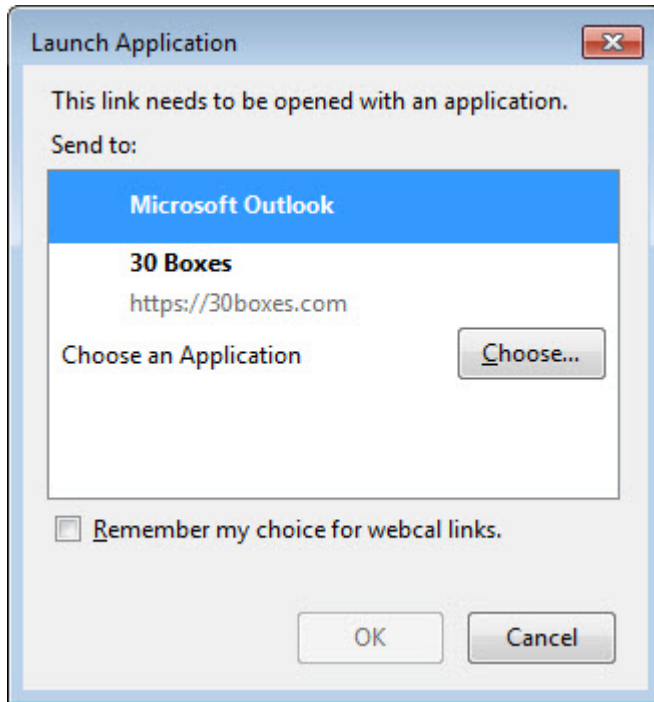 Launch Application
This link needs to be opened with an application.
Send to:
Microsoft Outlook
30 Boxes
https://30boxes.com
Choose an Application
Choose...
Remember my choice for webcal links.
OK
Cancel